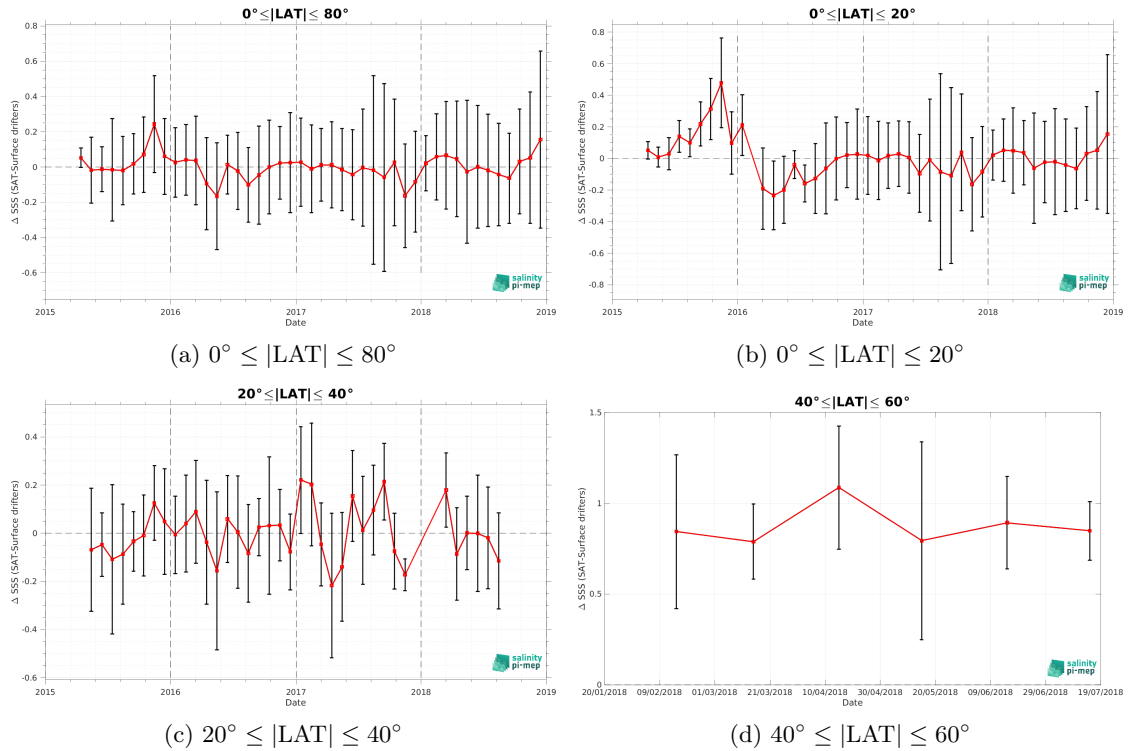 0°≤|LAT|≤ 80°
Δ SSS (SAT-Surface drifters)
0.8
0.6
0.4
0.2
0
-0.2
-0.4
-0.6
salinity
pi-mep
2015 2016 2017 2018 2019
Date
(a) 0° ≤ |LAT| ≤ 80°
0°≤|LAT|≤ 20°
Δ SSS (SAT-Surface drifters)
0.8
0.6
0.4
0.2
0
-0.2
-0.4
-0.6
-0.8
salinity
pi-mep
2015 2016 2017 2018 2019
Date
(b) 0° ≤ |LAT| ≤ 20°
20°≤|LAT|≤ 40°
Δ SSS (SAT-Surface drifters)
0.4
0.2
0
-0.2
-0.4
-0.6
salinity
pi-mep
2015 2016 2017 2018 2019
Date
(c) 20° ≤ |LAT| ≤ 40°
40°≤|LAT|≤ 60°
Δ SSS (SAT-Surface drifters)
1.5
1
0.5
0
salinity
pi-mep
20/01/2018 09/02/2018 01/03/2018 21/03/2018 10/04/2018 30/04/2018 20/05/2018 09/06/2018 29/06/2018 19/07/2018
Date
(d) 40° ≤ |LAT| ≤ 60°